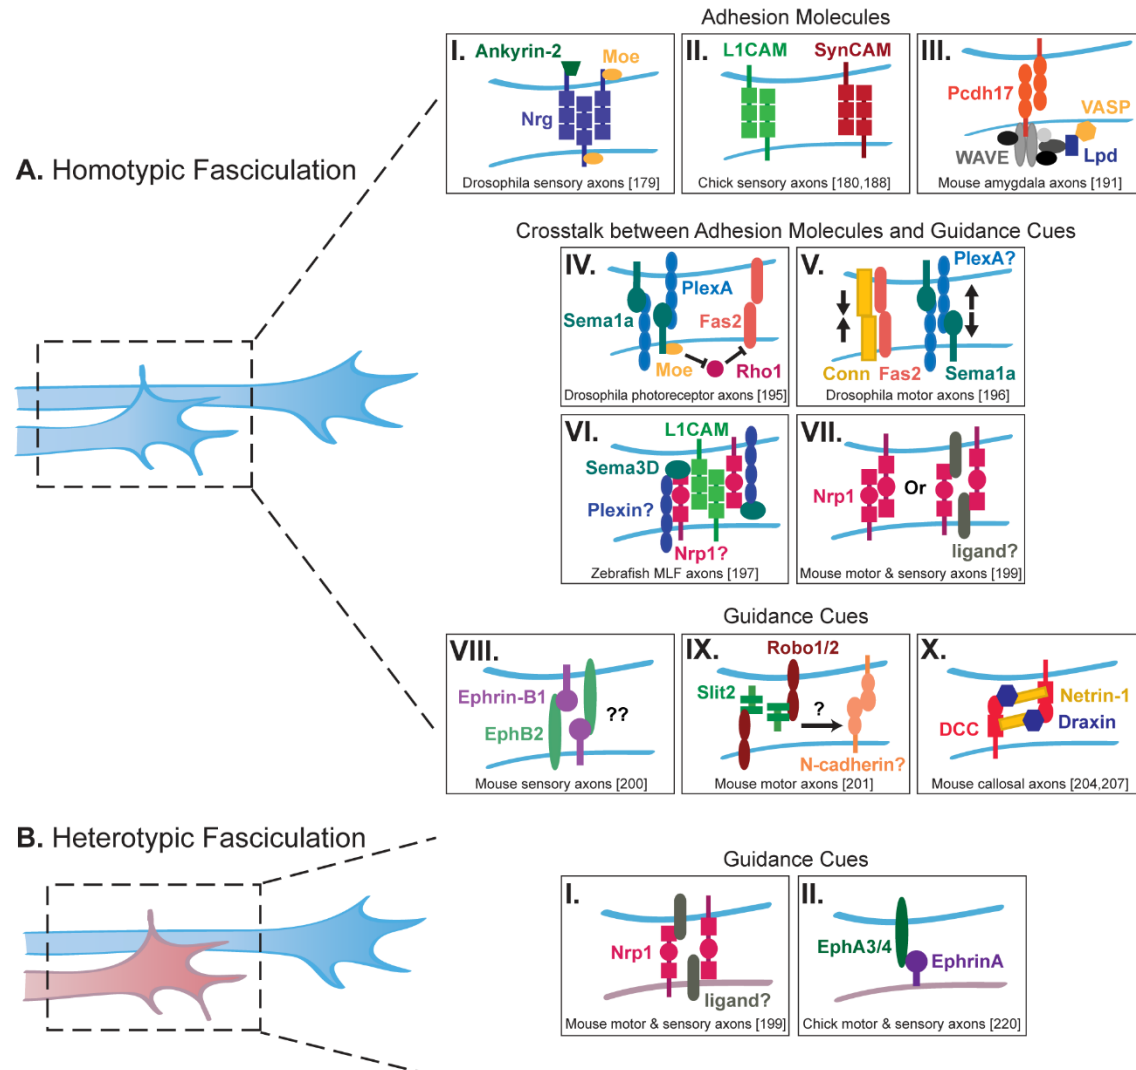 Adhesion Molecules
I.
Ankyrin-2
Moe
Nrg
Drosophila sensory axons [179]
II.
L1CAM
SynCAM
Chick sensory axons [180,188]
III.
Pcdh17
VASP
WAVE
Lpd
Mouse amygdala axons [191]
A. Homotypic Fasciculation
Crosstalk between Adhesion Molecules and Guidance Cues
IV.
PlexA
Sema1a
Fas2
Moe
Rho1
Drosophila photoreceptor axons [195]
V.
PlexA?
Conn
Fas2
Sema1a
Drosophila motor axons [196]
VI.
L1CAM
Sema3D
Plexin?
Nrp1?
Zebrafish MLF axons [197]
VII.
Nrp1
Or
ligand?
Mouse motor & sensory axons [199]
Guidance Cues
VIII.
Ephrin-B1
EphB2
??
Mouse sensory axons [200]
IX.
Robo1/2
Slit2
?
N-cadherin?
Mouse motor axons [201]
X.
Netrin-1
DCC
Draxin
Mouse callosal axons [204,207]
B. Heterotypic Fasciculation
Guidance Cues
I.
Nrp1
ligand?
Mouse motor & sensory axons [199]
II.
EphA3/4
EphrinA
Chick motor & sensory axons [220]